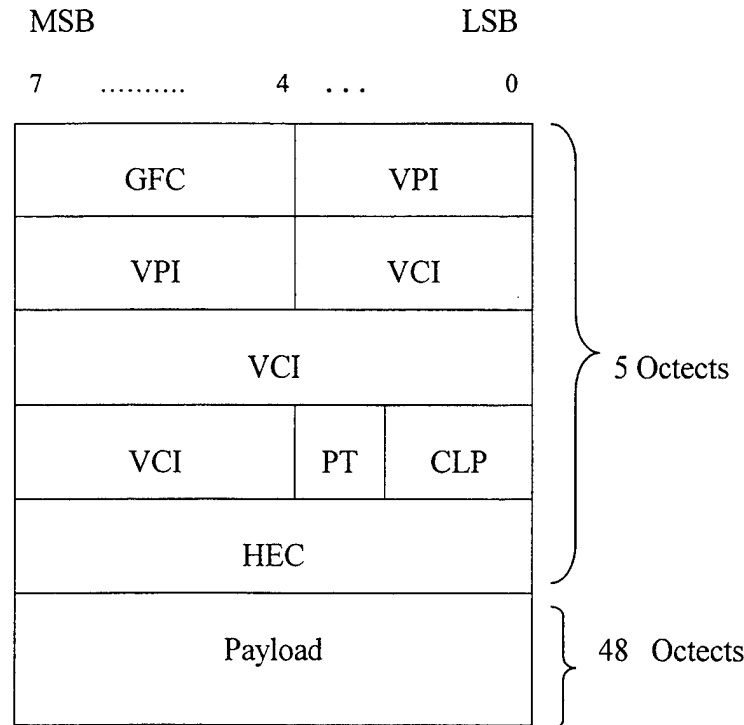 MSB LSB
7 .......... 4 ... 0
GFC VPI
VPI VCI
VCI
5 Octects
VCI PT CLP
HEC
Payload
48 Octects